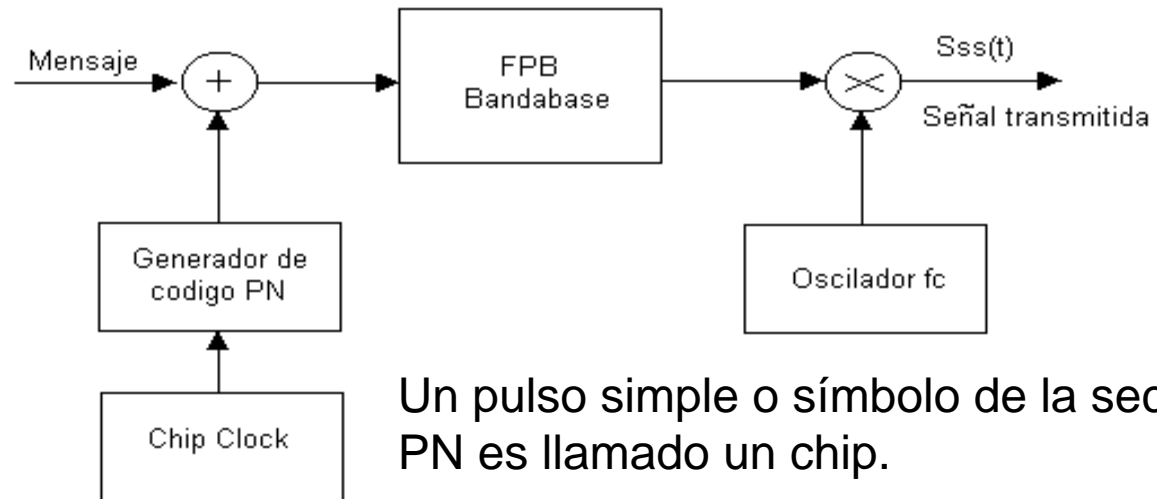 Mensaje
+
FPB
Bandabase
Sss(t)
Señal transmitida
Generador de
codigo PN
Oscilador fc
Chip Clock
Un pulso simple o símbolo de la sec
PN es llamado un chip.